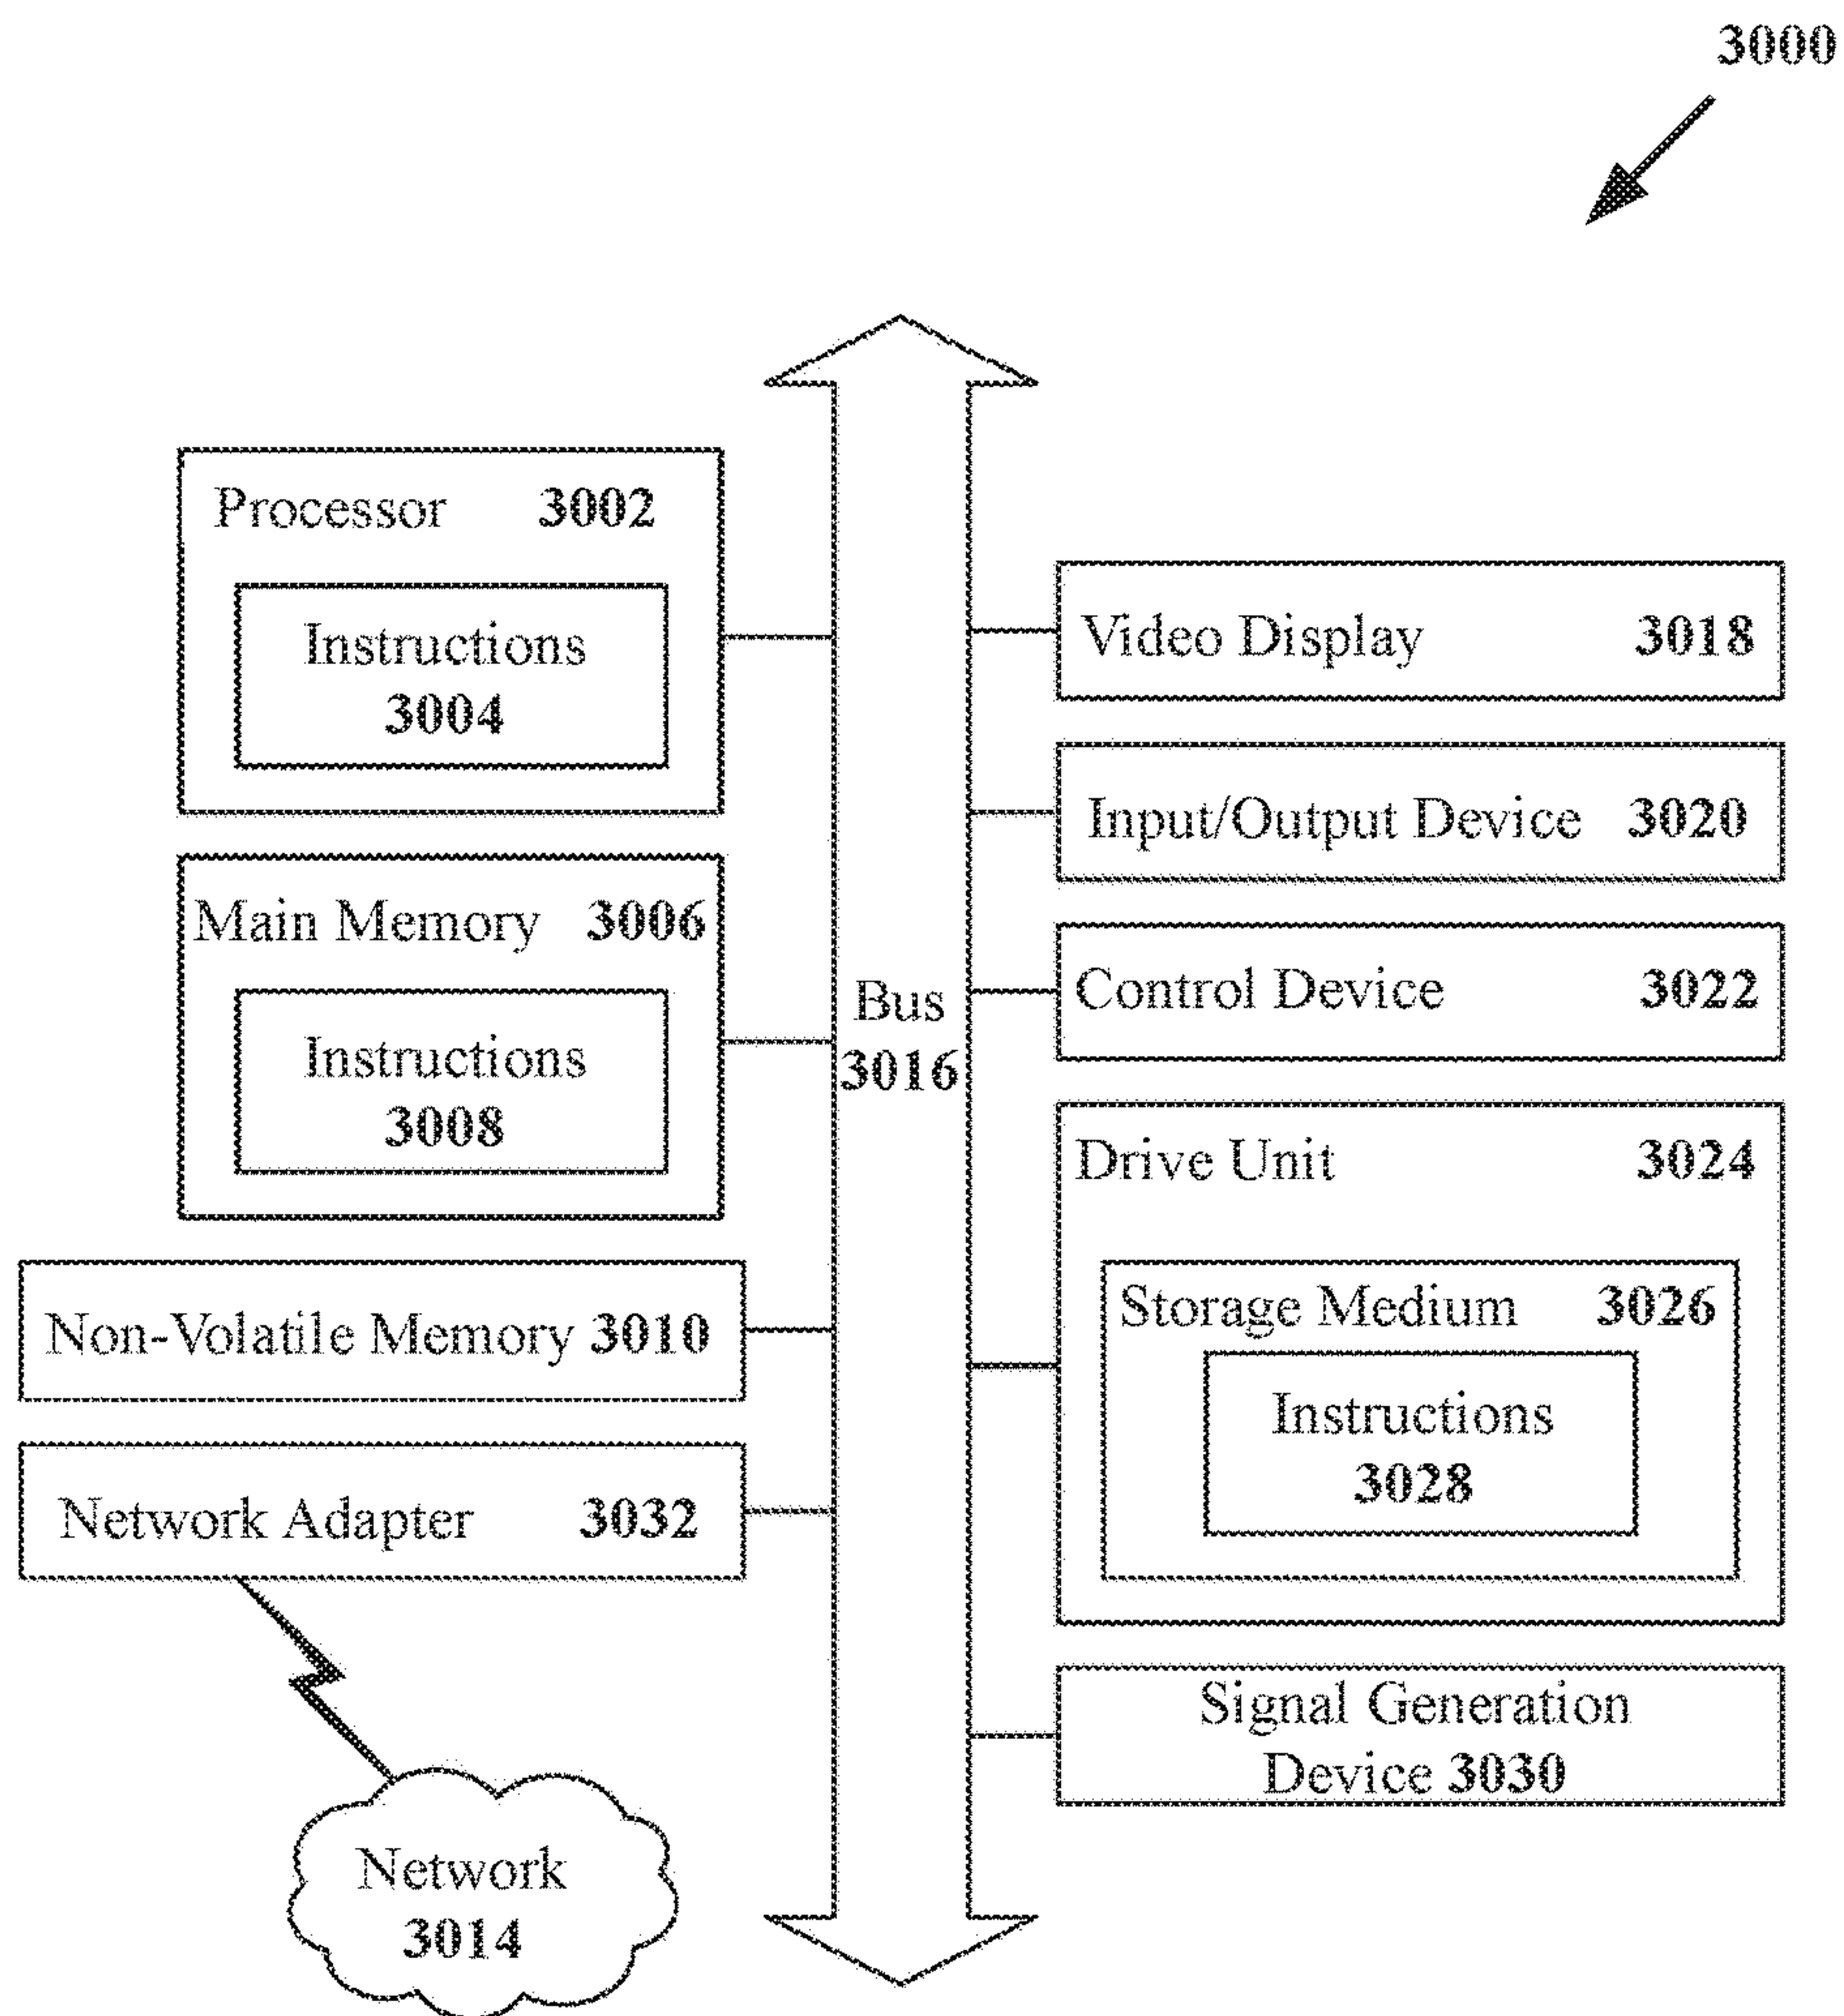 3000
Processor 3002
Instructions
3004
Main Memory 3006
Instructions
3008
Non-Volatile Memory 3010
Network Adapter 3032
Network
3014
Bus
3016
Video Display 3018
Input/Output Device 3020
Control Device 3022
Drive Unit 3024
Storage Medium 3026
Instructions
3028
Signal Generation
Device 3030